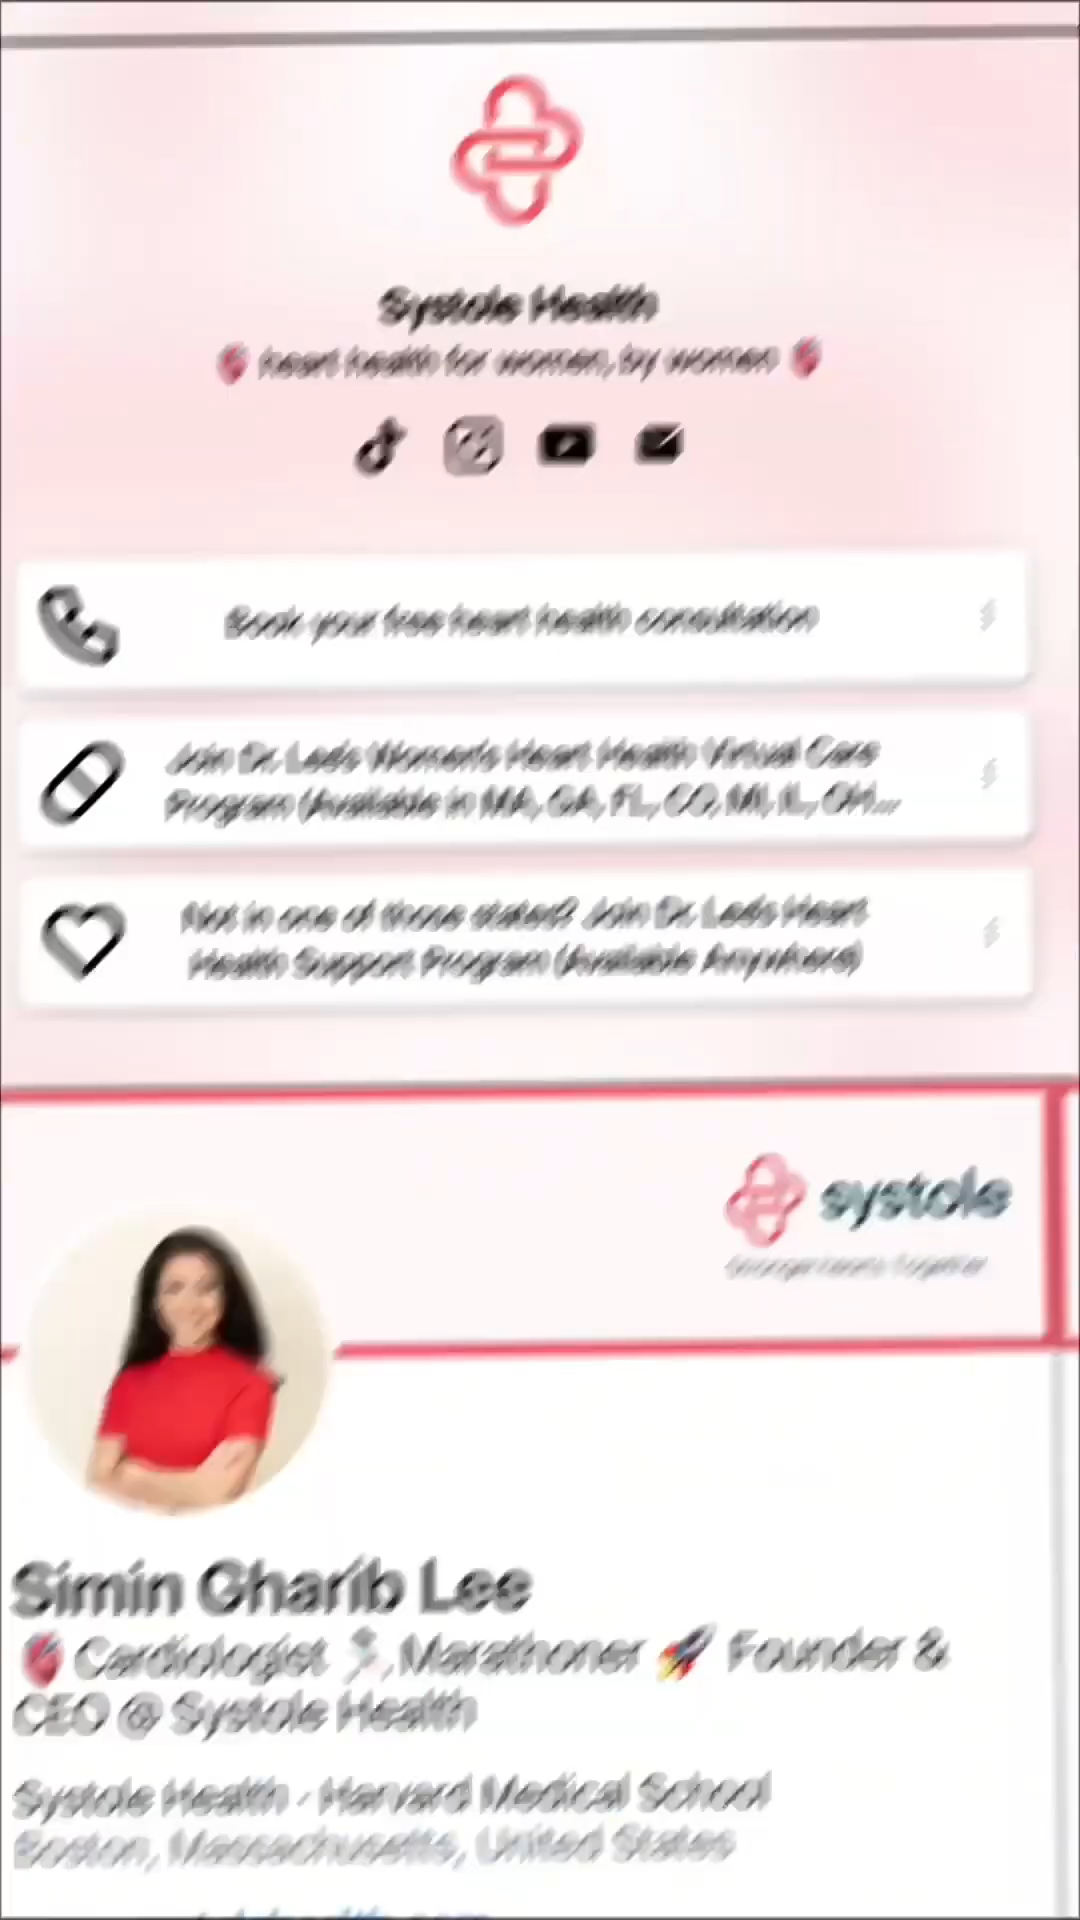 Systole Health
🫀 heart health for women, by women 🫀
Book your free heart health consultation
Join Dr. Lee's Women's Heart Health Virtual Care
Program (Available in MA, GA, FL, CO, MI, IL, OH...
Not in one of those states? Join Dr. Lee's Heart
Health Support Program (Available Anywhere)
systole
Stronger Hearts Together
Simin Gharib Lee
🫀 Cardiologist 🏃 Marathoner 🚀 Founder &
CEO @ Systole Health
Systole Health · Harvard Medical School
Boston, Massachusetts, United States